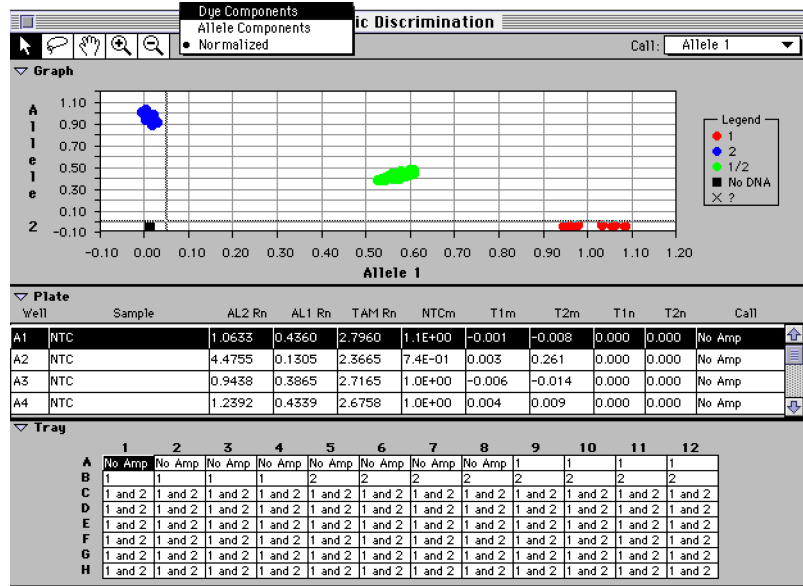 Dye Components
Allele Components
Normalized
ic Discrimination
Call: Allele 1
Graph
Allele 2
1.10
0.90
0.70
0.50
0.30
0.10
-0.10
-0.10 0.00 0.10 0.20 0.30 0.40 0.50 0.60 0.70 0.80 0.90 1.00 1.10 1.20
Allele 1
Legend
1
2
1/2
No DNA
?
Plate
Well Sample AL2 Rn AL1 Rn TAM Rn NTCm T1m T2m T1n T2n Call
A1 NTC 1.0633 0.4360 2.7960 1.1E+00 -0.001 -0.008 0.000 0.000 No Amp
A2 NTC 4.4755 0.1305 2.3665 7.4E-01 0.003 0.261 0.000 0.000 No Amp
A3 NTC 0.9438 0.3865 2.7165 1.0E+00 -0.006 -0.014 0.000 0.000 No Amp
A4 NTC 1.2392 0.4339 2.6758 1.0E+00 0.004 0.009 0.000 0.000 No Amp
Tray
1 2 3 4 5 6 7 8 9 10 11 12
A No Amp No Amp No Amp No Amp No Amp No Amp No Amp No Amp 1 1 1 1
B 1 1 1 1 2 2 2 2 2 2 2 2
C 1 and 2 1 and 2 1 and 2 1 and 2 1 and 2 1 and 2 1 and 2 1 and 2 1 and 2 1 and 2 1 and 2 1 and 2
D 1 and 2 1 and 2 1 and 2 1 and 2 1 and 2 1 and 2 1 and 2 1 and 2 1 and 2 1 and 2 1 and 2 1 and 2
E 1 and 2 1 and 2 1 and 2 1 and 2 1 and 2 1 and 2 1 and 2 1 and 2 1 and 2 1 and 2 1 and 2 1 and 2
F 1 and 2 1 and 2 1 and 2 1 and 2 1 and 2 1 and 2 1 and 2 1 and 2 1 and 2 1 and 2 1 and 2 1 and 2
G 1 and 2 1 and 2 1 and 2 1 and 2 1 and 2 1 and 2 1 and 2 1 and 2 1 and 2 1 and 2 1 and 2 1 and 2
H 1 and 2 1 and 2 1 and 2 1 and 2 1 and 2 1 and 2 1 and 2 1 and 2 1 and 2 1 and 2 1 and 2 1 and 2